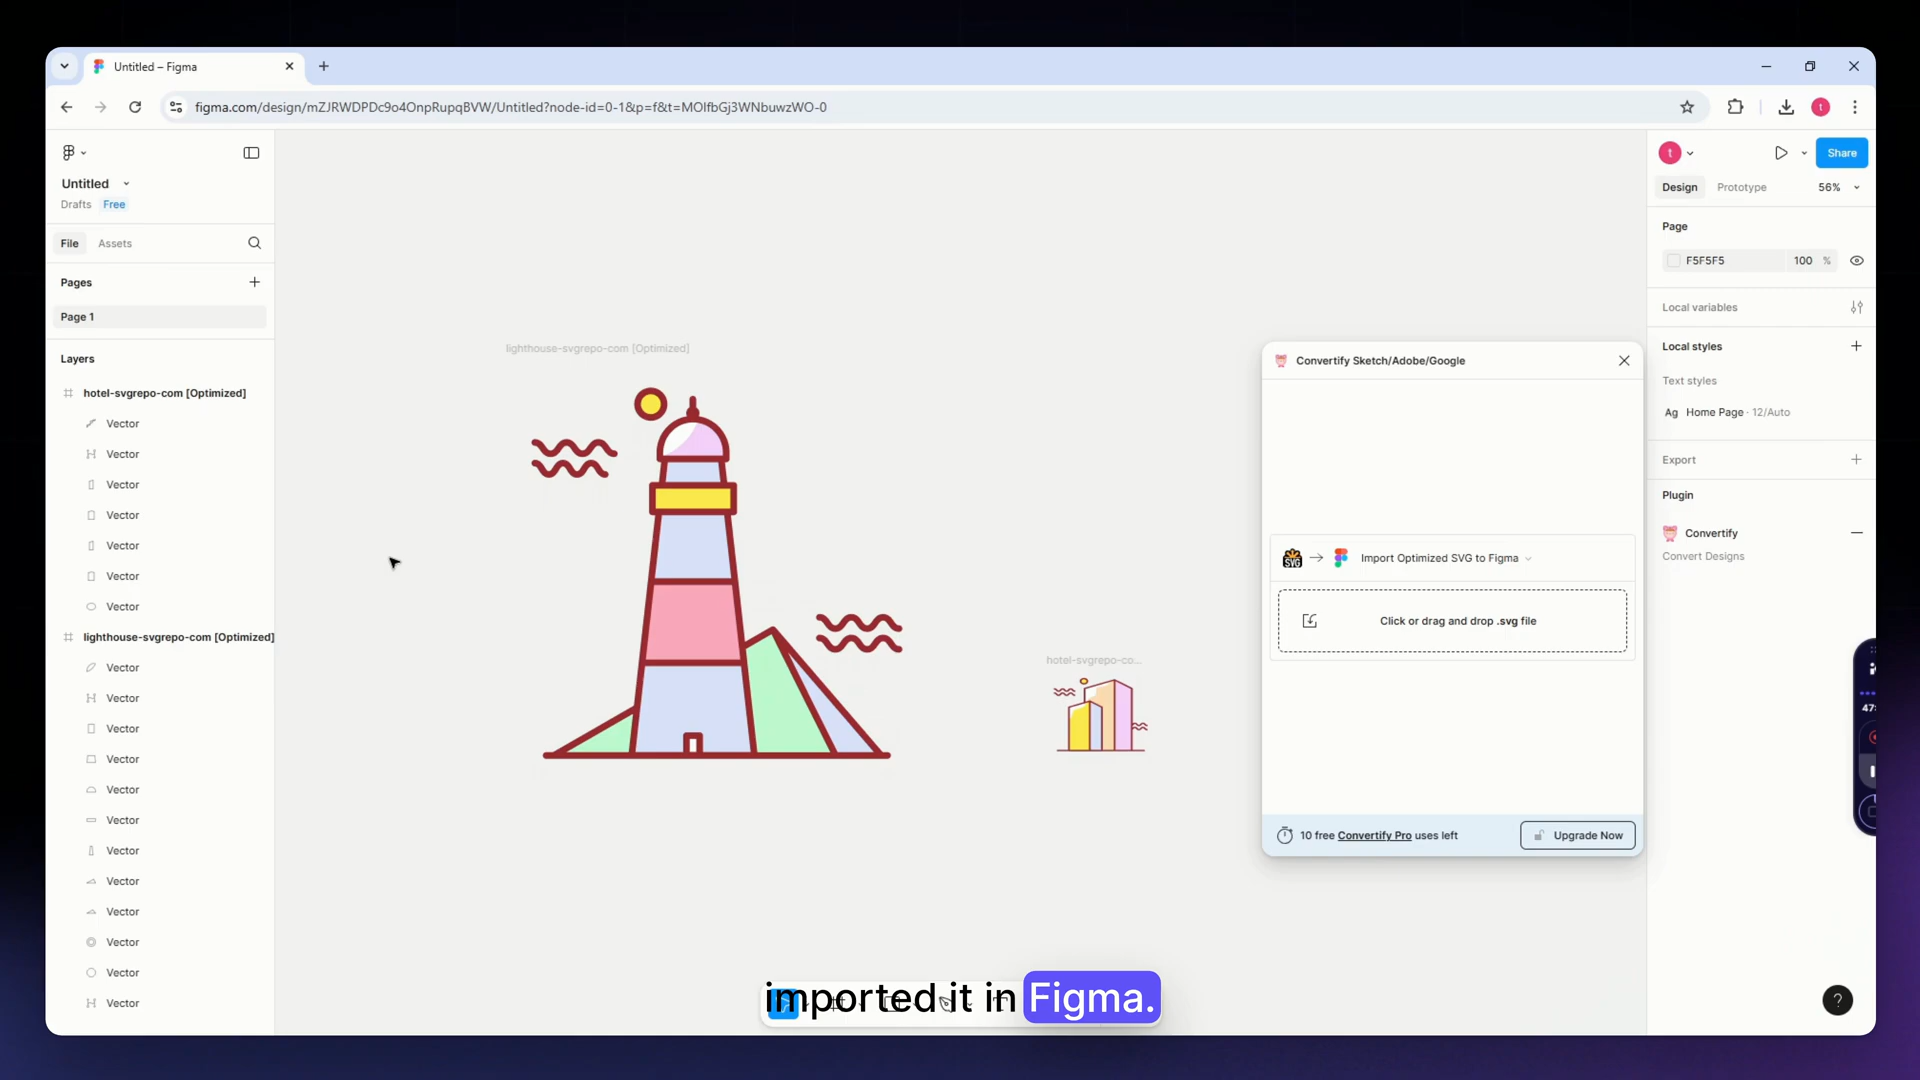 Untitled – Figma
figma.com/design/mZJRWDPDc9o4OnpRupqBVW/Untitled?node-id=0-1&p=f&t=MOlfbGj3WNbuwzWO-0
t
Untitled
Drafts Free
File Assets
Pages
Page 1
Layers
hotel-svgrepo-com [Optimized]
Vector
Vector
Vector
Vector
Vector
Vector
Vector
lighthouse-svgrepo-com [Optimized]
Vector
Vector
Vector
Vector
Vector
Vector
Vector
Vector
Vector
Vector
Vector
Vector
lighthouse-svgrepo-com [Optimized]
hotel-svgrepo-co...
Convertify Sketch/Adobe/Google
SVG Import Optimized SVG to Figma
Click or drag and drop .svg file
10 free Convertify Pro uses left
Upgrade Now
t Share
Design Prototype 56%
Page
F5F5F5 100 %
Local variables
Local styles
Text styles
Ag Home Page · 12/Auto
Export
Plugin
Convertify
Convert Designs
47:
?
imported it in Figma.